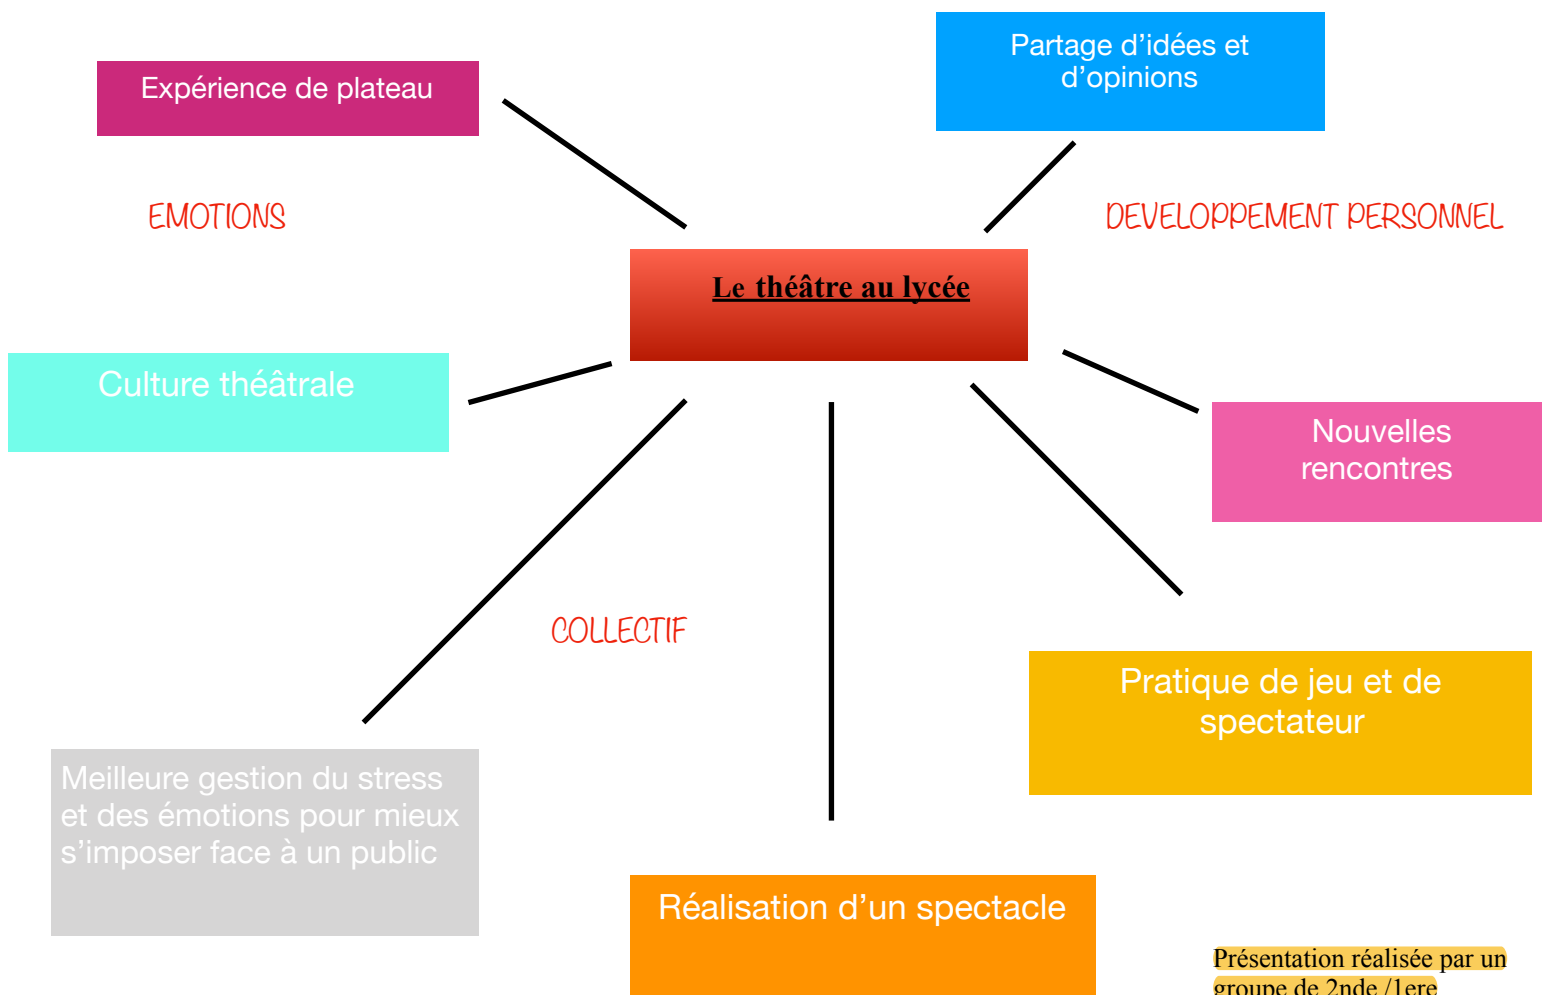 Expérience de plateau
Partage d’idées et
d’opinions
EMOTIONS
DEVELOPPEMENT PERSONNEL
Le théâtre au lycée
Culture théâtrale
Nouvelles
rencontres
COLLECTIF
Pratique de jeu et de
spectateur
Meilleure gestion du stress
et des émotions pour mieux
s’imposer face à un public
Réalisation d’un spectacle
Présentation réalisée par un
groupe de 2nde /1ere